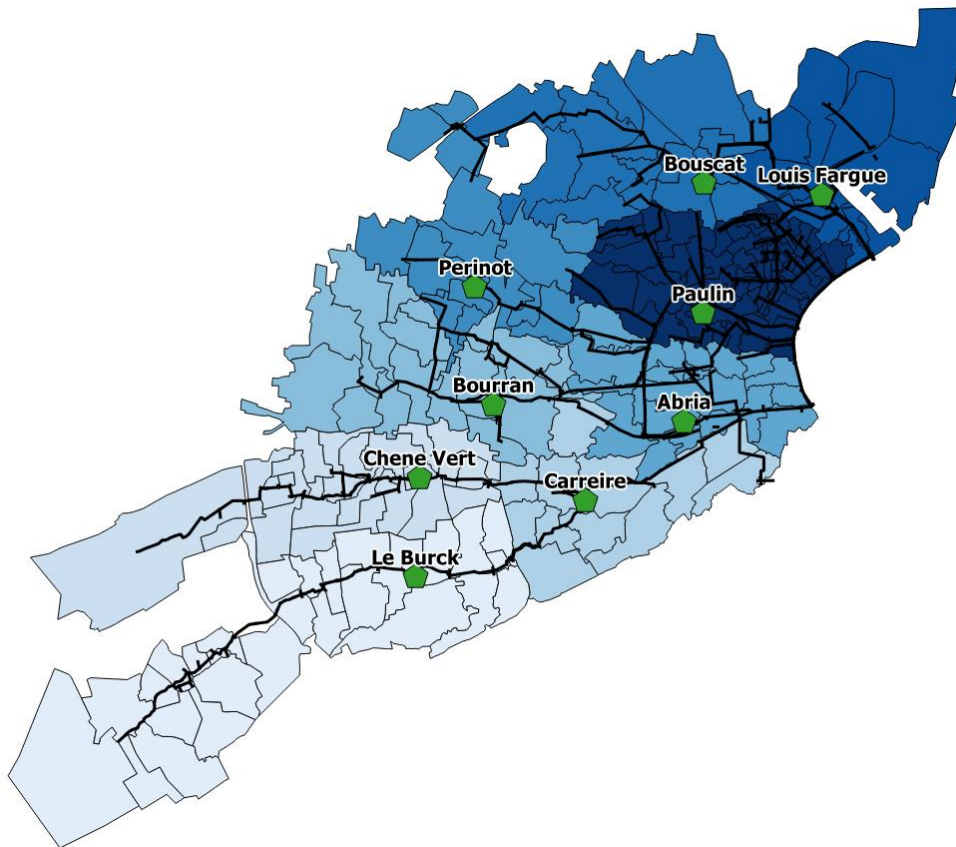 Bouscat
Louis Fargue
Perinot
Paulin
Bourran
Abria
Chene Vert
Carreire
Le Burck